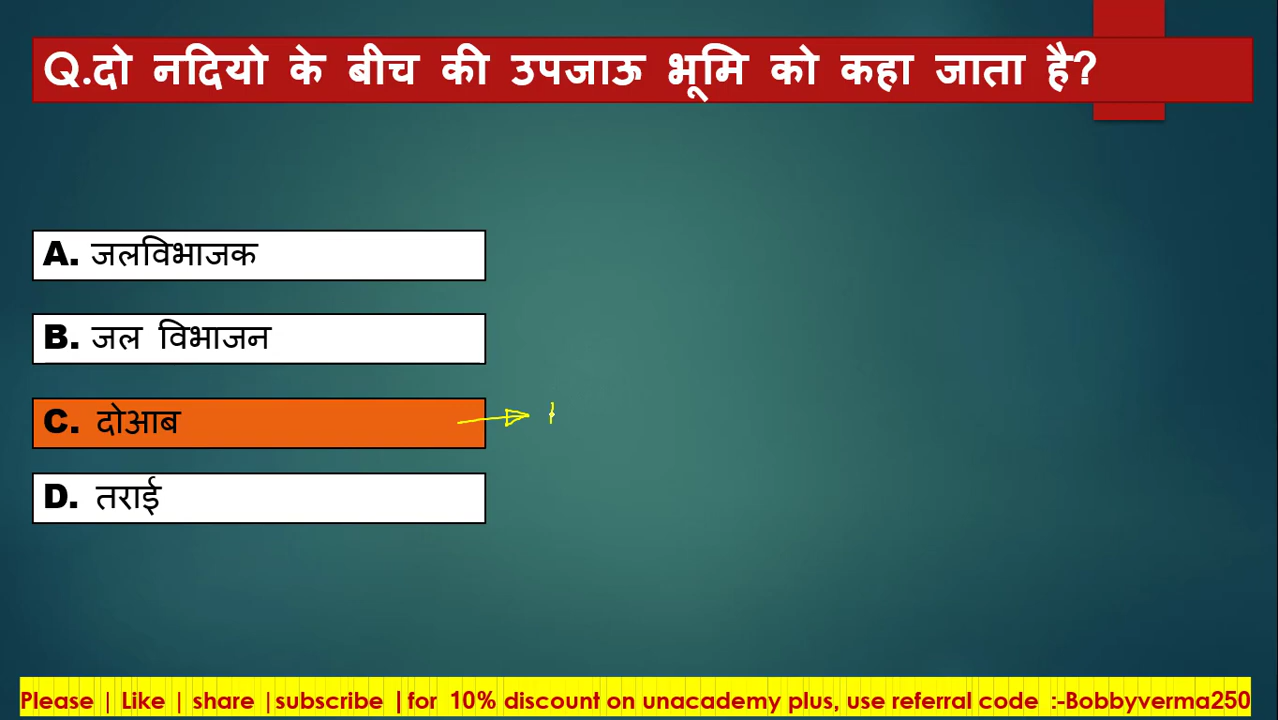 Q.दो नदियो के बीच की उपजाऊ भूमि को कहा जाता है?
A. जलविभाजक
B. जल विभाजन
C. दोआब
D. तराई
Please | Like | share |subscribe |for 10% discount on unacademy plus, use referral code :-Bobbyverma250